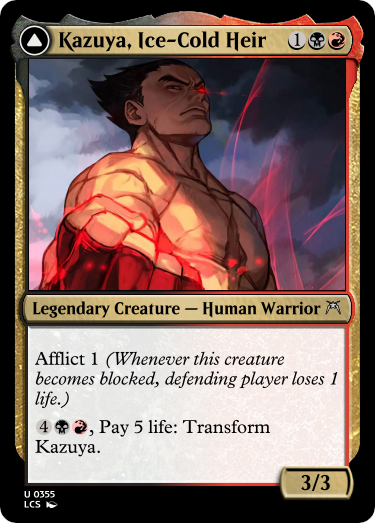 Kazuya, Ice-Cold Heir 1
Legendary Creature — Human Warrior
Afflict 1 (Whenever this creature
becomes blocked, defending player loses 1
life.)
4, Pay 5 life: Transform
Kazuya.
3/3
U 0355
LCS